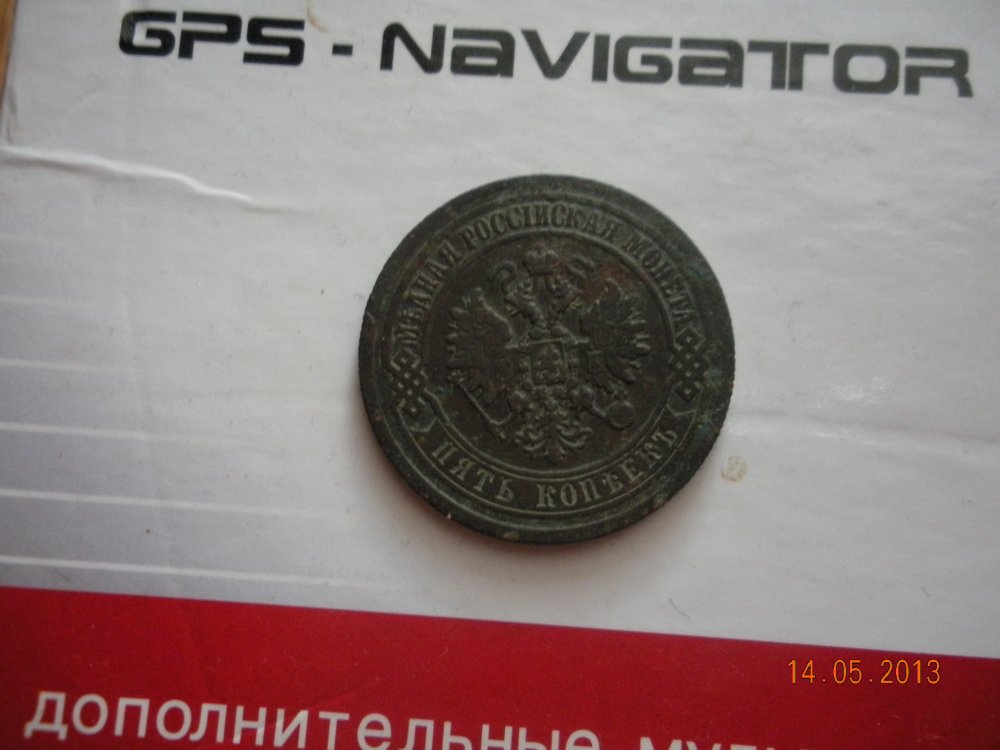 GPS - NAVIGATOR
МѢДНАЯ РОССІЙСКАЯ МОНЕТА
ПЯТЬ КОПѢЕКЪ
14.05.2013
дополнительные